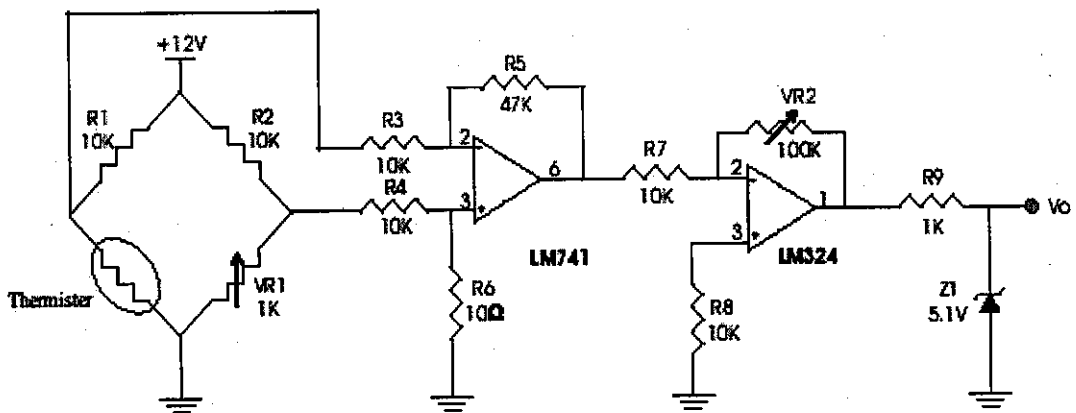 +12V
R1
10K
R2
10K
Thermister
VR1
1K
R3
10K
R4
10K
R5
47K
2
3
+
6
LM741
R6
10Ω
R7
10K
VR2
100K
2
3
+
1
LM324
R8
10K
R9
1K
Vo
Z1
5.1V